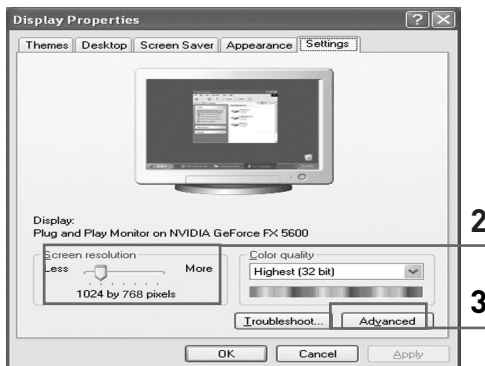 Display Properties
Themes Desktop Screen Saver Appearance Settings
Display:
Plug and Play Monitor on NVIDIA GeForce FX 5600
Screen resolution
Less More
1024 by 768 pixels
Color quality
Highest (32 bit)
2
3
Troubleshoot... Advanced
OK Cancel Apply